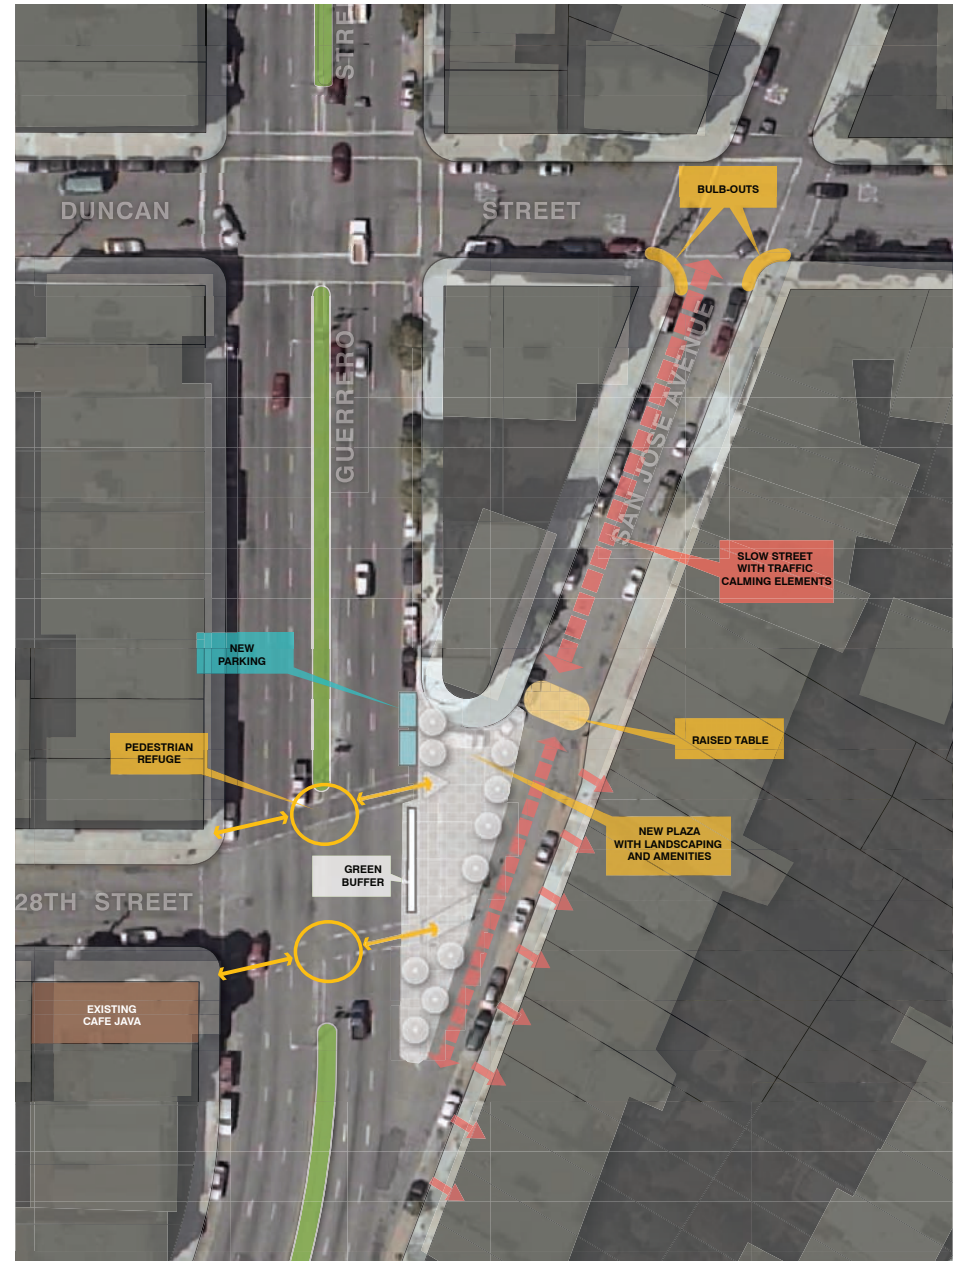 STREE
DUNCAN
STREET
BULB-OUTS
GUERRERO
SAN JOSE AVENUE
SLOW STREET
WITH TRAFFIC
CALMING ELEMENTS
NEW
PARKING
PEDESTRIAN
REFUGE
RAISED TABLE
NEW PLAZA
WITH LANDSCAPING
AND AMENITIES
GREEN
BUFFER
28TH STREET
EXISTING
CAFE JAVA